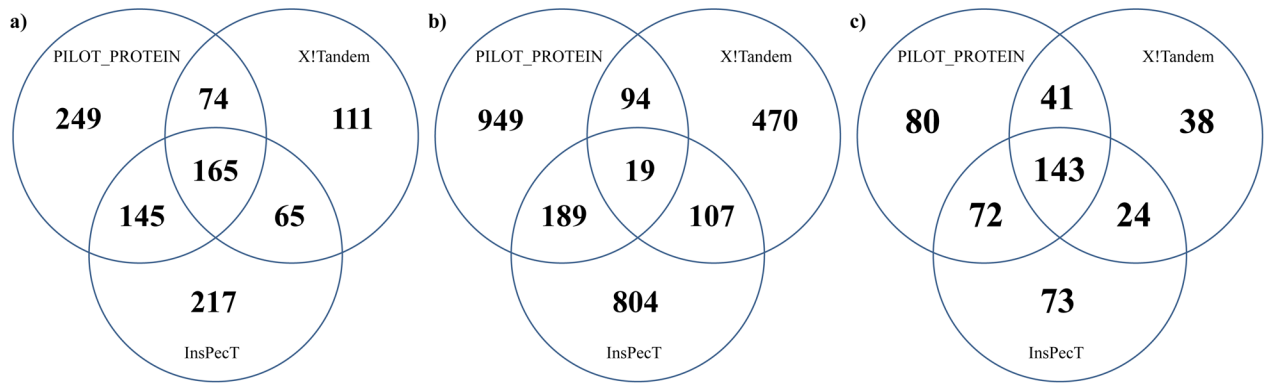 a)
PILOT_PROTEIN
X!Tandem
249
74
111
165
145
65
217
InsPecT
b)
PILOT_PROTEIN
X!Tandem
949
94
470
19
189
107
804
InsPecT
c)
PILOT_PROTEIN
X!Tandem
80
41
38
143
72
24
73
InsPecT